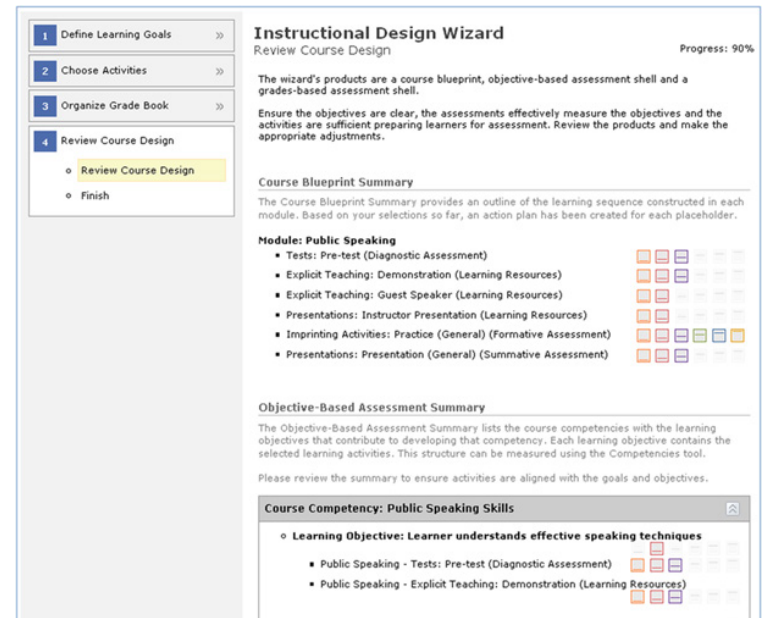 1 Define Learning Goals »
2 Choose Activities »
3 Organize Grade Book »
4 Review Course Design
Review Course Design
Finish
Instructional Design Wizard
Review Course Design
Progress: 90%
The wizard's products are a course blueprint, objective-based assessment shell and a
grades-based assessment shell.
Ensure the objectives are clear, the assessments effectively measure the objectives and the
activities are sufficient preparing learners for assessment. Review the products and make the
appropriate adjustments.
Course Blueprint Summary
The Course Blueprint Summary provides an outline of the learning sequence constructed in each
module. Based on your selections so far, an action plan has been created for each placeholder.
Module: Public Speaking
Tests: Pre-test (Diagnostic Assessment)
Explicit Teaching: Demonstration (Learning Resources)
Explicit Teaching: Guest Speaker (Learning Resources)
Presentations: Instructor Presentation (Learning Resources)
Imprinting Activities: Practice (General) (Formative Assessment)
Presentations: Presentation (General) (Summative Assessment)
Objective-Based Assessment Summary
The Objective-Based Assessment Summary lists the course competencies with the learning
objectives that contribute to developing that competency. Each learning objective contains the
selected learning activities. This structure can be measured using the Competencies tool.
Please review the summary to ensure activities are aligned with the goals and objectives.
Course Competency: Public Speaking Skills
Learning Objective: Learner understands effective speaking techniques
Public Speaking - Tests: Pre-test (Diagnostic Assessment)
Public Speaking - Explicit Teaching: Demonstration (Learning Resources)